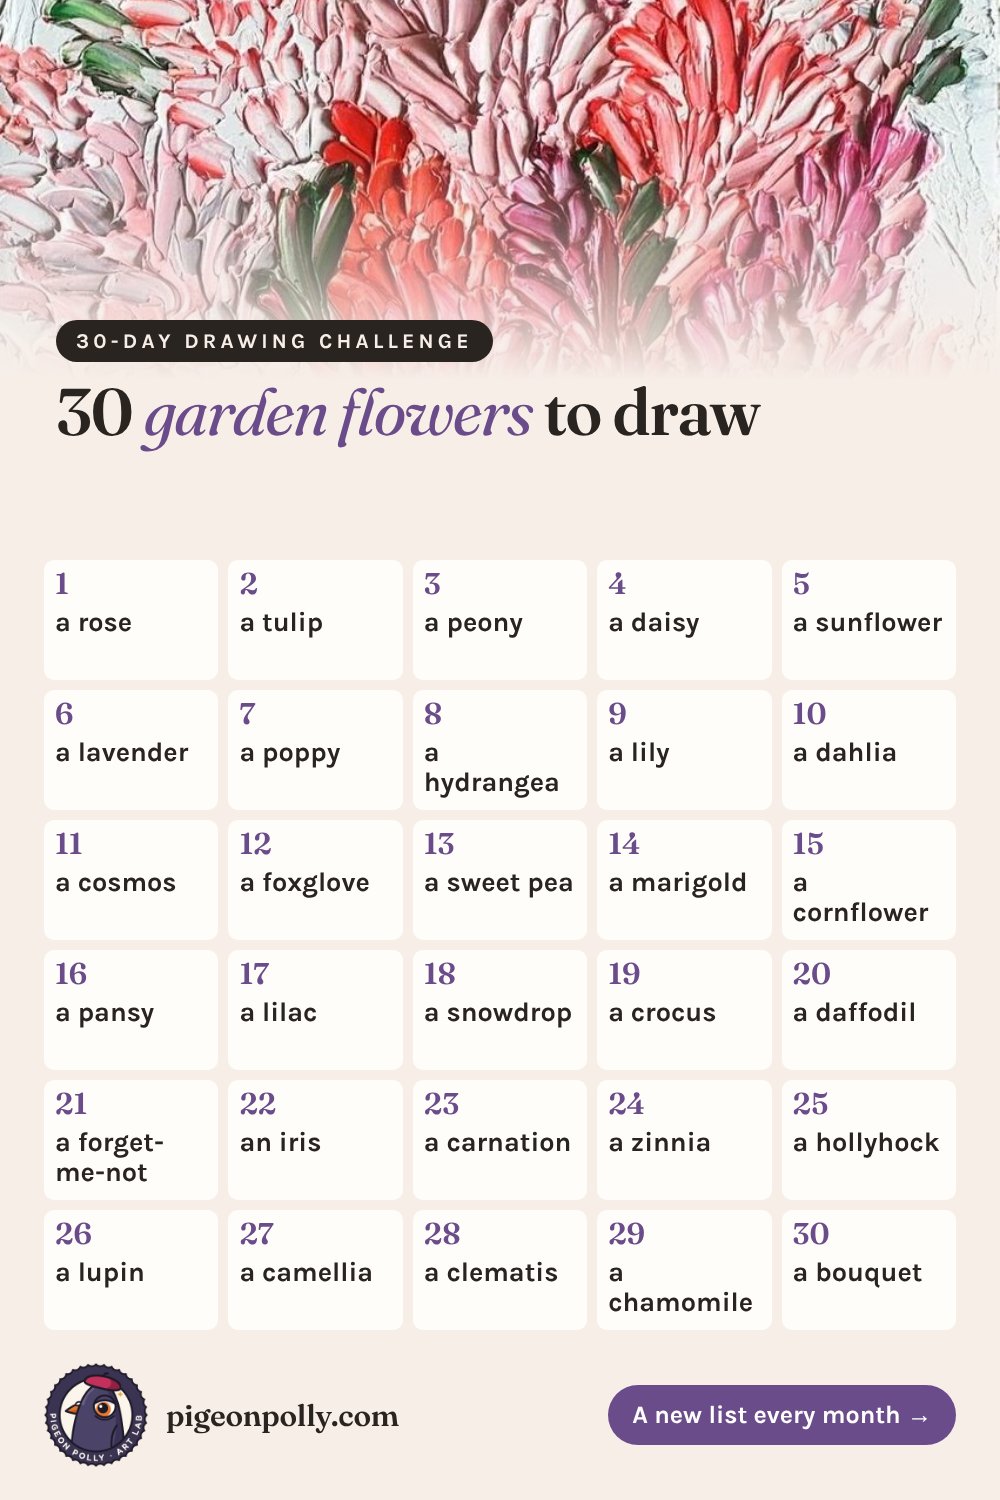 30-DAY DRAWING CHALLENGE
30 garden flowers to draw
1
a rose
2
a tulip
3
a peony
4
a daisy
5
a sunflower
6
a lavender
7
a poppy
8
a
hydrangea
9
a lily
10
a dahlia
11
a cosmos
12
a foxglove
13
a sweet pea
14
a marigold
15
a
cornflower
16
a pansy
17
a lilac
18
a snowdrop
19
a crocus
20
a daffodil
21
a forget-
me-not
22
an iris
23
a carnation
24
a zinnia
25
a hollyhock
26
a lupin
27
a camellia
28
a clematis
29
a
chamomile
30
a bouquet
PIGEON POLLY · ART LAB
pigeonpolly.com
A new list every month →